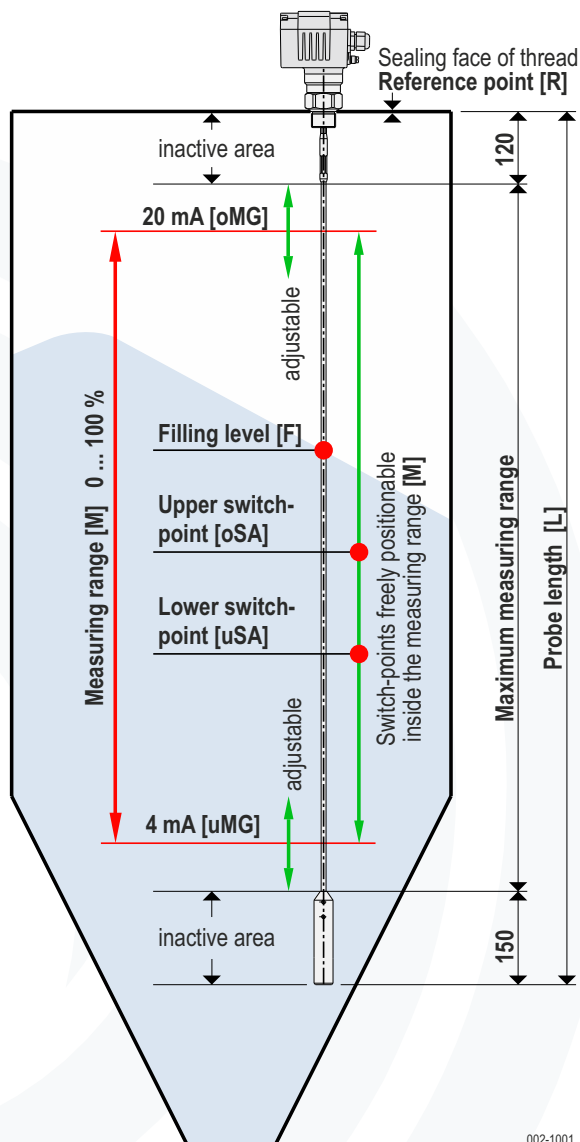 Sealing face of thread
Reference point [R]
inactive area
120
20 mA [oMG]
adjustable
Measuring range [M] 0 ... 100 %
Filling level [F]
Upper switch-
point [oSA]
Lower switch-
point [uSA]
Switch-points freely positionable
inside the measuring range [M]
Maximum measuring range
Probe length [L]
adjustable
4 mA [uMG]
inactive area
150
002-1001